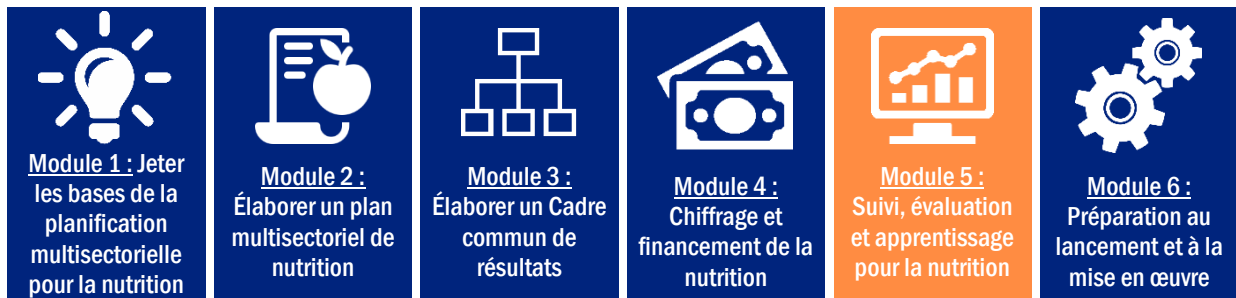 Module 1 : Jeter
les bases de la
planification
multisectorielle
pour la nutrition
Module 2 :
Élaborer un plan
multisectoriel de
nutrition
Module 3 :
Élaborer un Cadre
commun de
résultats
Module 4 :
Chiffrage et
financement de la
nutrition
Module 5 :
Suivi, évaluation
et apprentissage
pour la nutrition
Module 6 :
Préparation au
lancement et à la
mise en œuvre